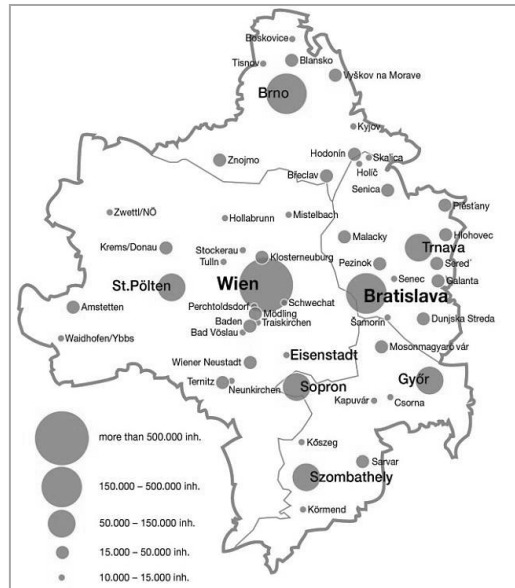 Boskovice
Tisnov
Blansko
Vyškov na Morave
Brno
Kyjov
Hodonín
Skalica
Holíč
Znojmo
Břeclav
Senica
Piešťany
Zwettl/NÖ
Hollabrunn
Mistelbach
Malacky
Hlohovec
Trnava
Krems/Donau
Stockerau
Klosterneuburg
Tulln
Pezinok
Sered´
St.Pölten
Wien
Senec
Galanta
Bratislava
Amstetten
Perchtoldsdorf
Schwechat
Mödling
Baden
Traiskirchen
Šamorin
Dunjska Streda
Bad Vöslau
Waidhofen/Ybbs
Mosonmagyaróvár
Wiener Neustadt
Eisenstadt
Ternitz
Neunkirchen
Sopron
Győr
Kapuvár
Csorna
more than 500.000 inh.
Kőszeg
Sarvar
150.000 – 500.000 inh.
Szombathely
Körmend
50.000 – 150.000 inh.
15.000 – 50.000 inh.
10.000 – 15.000 inh.